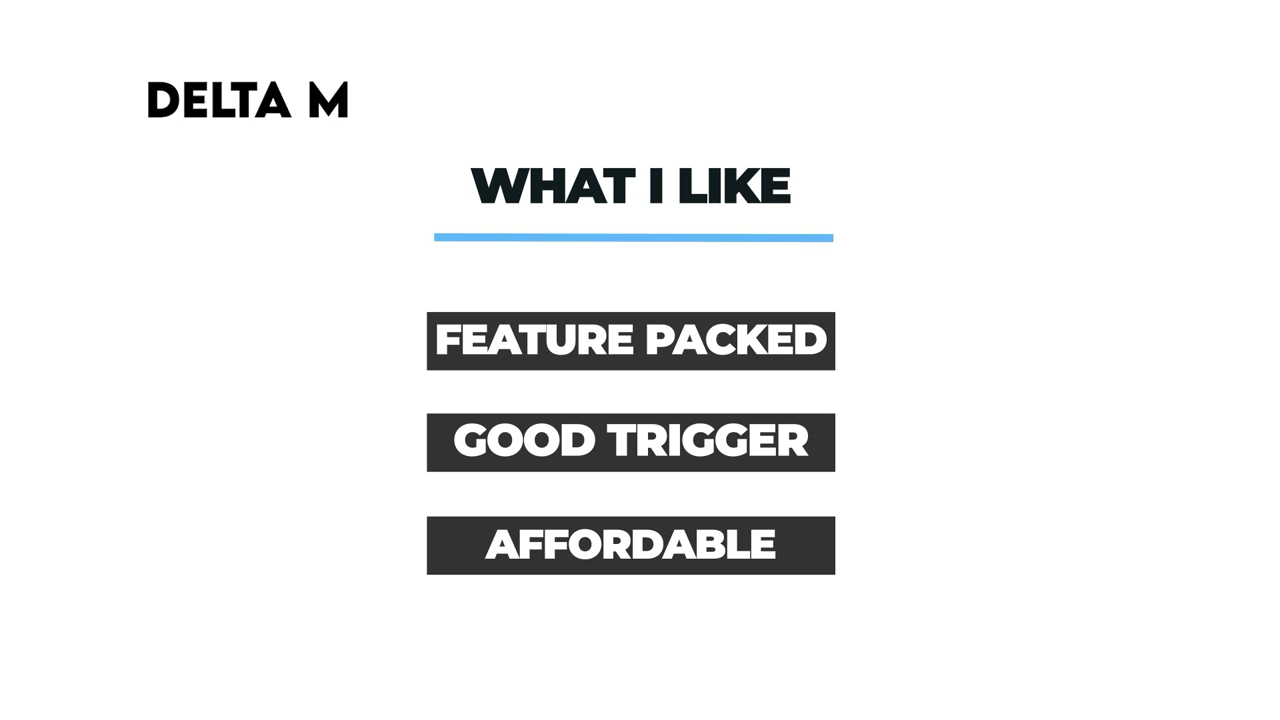 DELTA M
WHAT I LIKE
FEATURE PACKED
GOOD TRIGGER
AFFORDABLE